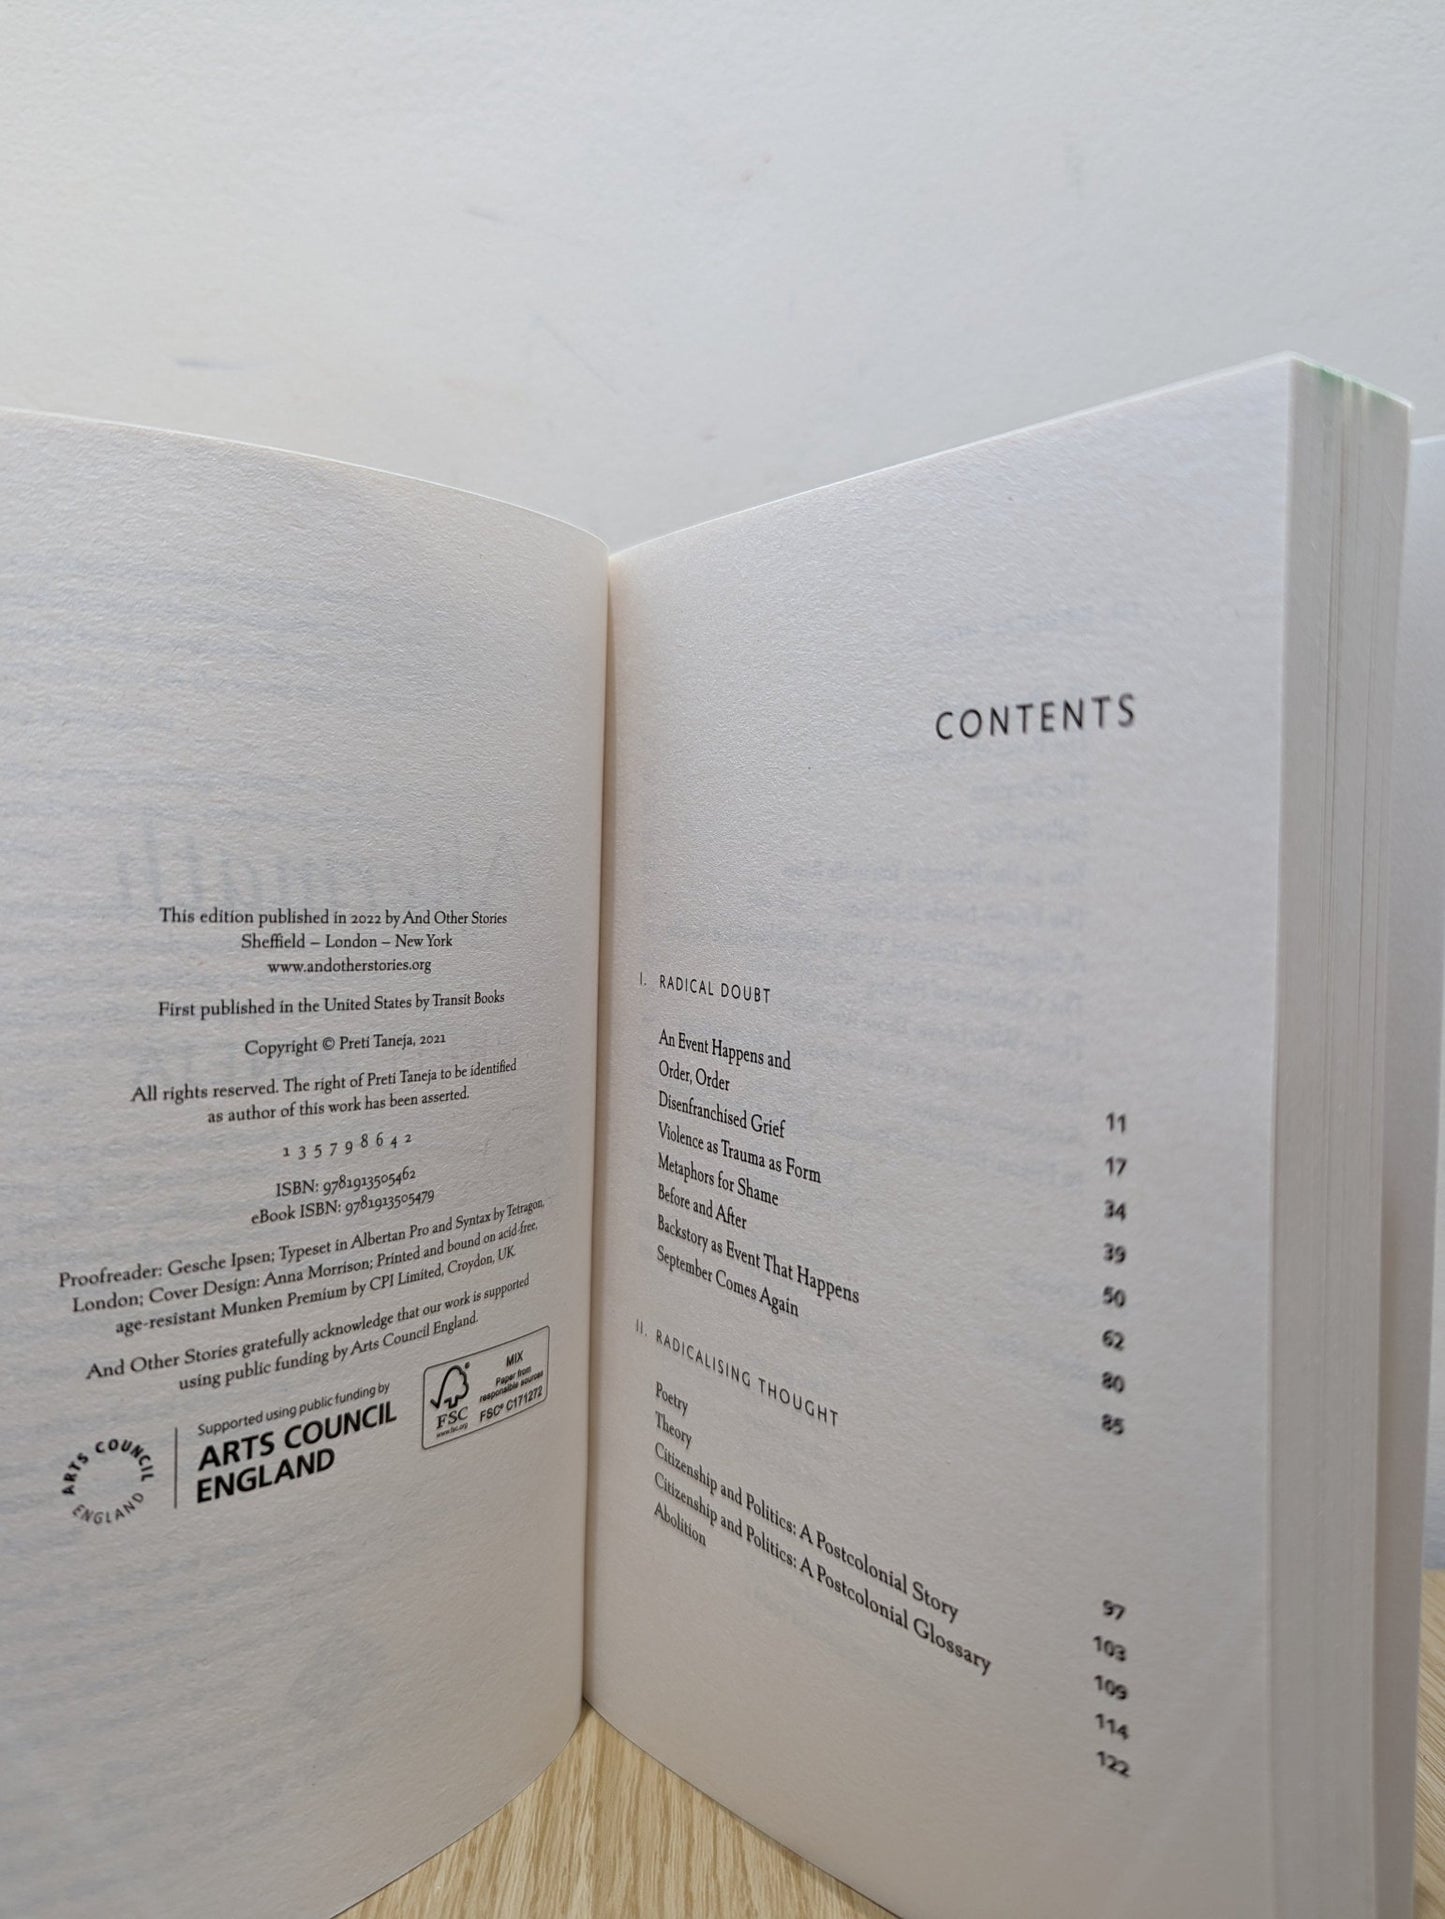 This edition published in 2022 by And Other Stories
Sheffield – London – New York
www.andotherstories.org
First published in the United States by Transit Books
Copyright © Preti Taneja, 2021
All rights reserved. The right of Preti Taneja to be identified
as author of this work has been asserted.
1 3 5 7 9 8 6 4 2
ISBN: 9781913505462
eBook ISBN: 9781913505479
Proofreader: Gesche Ipsen; Typeset in Albertan Pro and Syntax by Tetragon,
London; Cover Design: Anna Morrison; Printed and bound on acid-free,
age-resistant Munken Premium by CPI Limited, Croydon, UK
And Other Stories gratefully acknowledge that our work is supported
using public funding by Arts Council England.
ARTS COUNCIL ENGLAND
Supported using public funding by
ARTS COUNCIL
ENGLAND
FSC®
www.fsc.org
MIX
Paper from
responsible sources
FSC® C171272
CONTENTS
I. RADICAL DOUBT
An Event Happens and 11
Order, Order 17
Disenfranchised Grief 34
Violence as Trauma as Form 39
Metaphors for Shame 50
Before and After 62
Backstory as Event That Happens 80
September Comes Again 85
II. RADICALISING THOUGHT
Poetry 97
Theory 103
Citizenship and Politics: A Postcolonial Story 109
Citizenship and Politics: A Postcolonial Glossary 114
Abolition 122